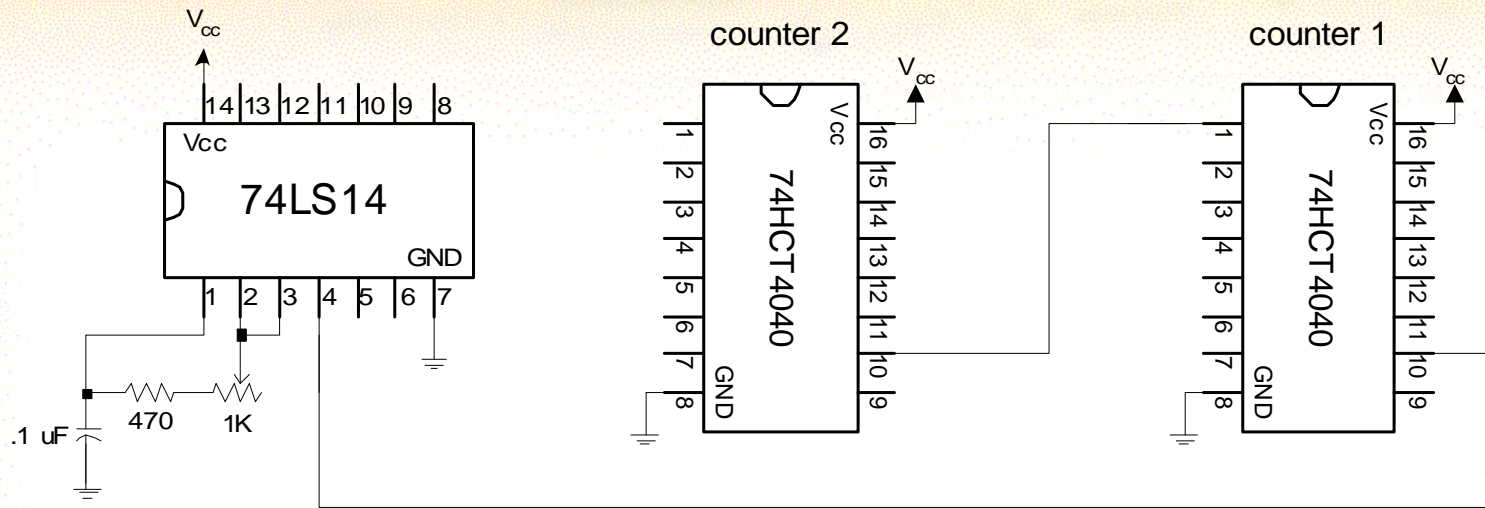 Vcc
counter 2
counter 1
Vcc
Vcc
14 13 12 11 10 9 8
Vcc
74LS14
GND
1 2 3 4 5 6 7
470
1K
.1 uF
1
2
3
4
5
6
7
8
Vcc
74HCT4040
GND
16
15
14
13
12
11
10
9
1
2
3
4
5
6
7
8
Vcc
74HCT4040
GND
16
15
14
13
12
11
10
9